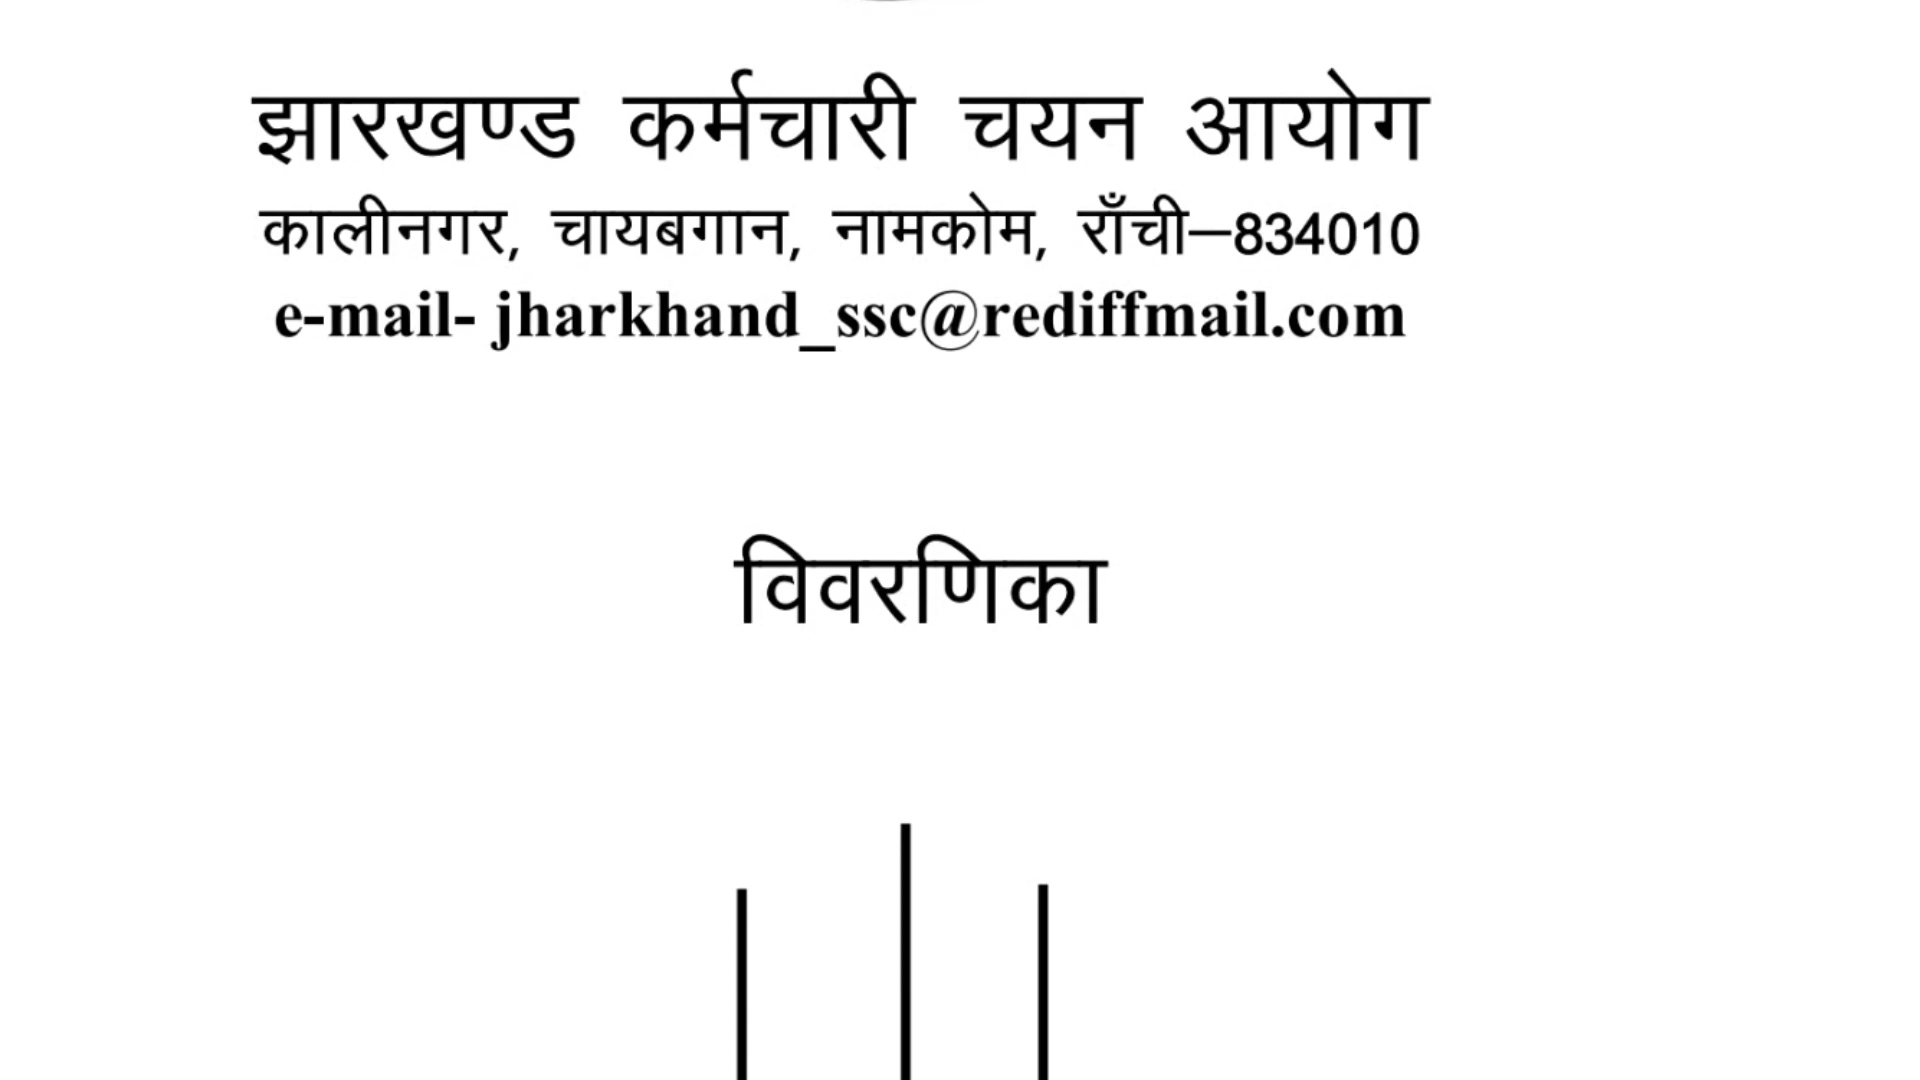 झारखण्ड कर्मचारी चयन आयोग
कालीनगर, चायबगान, नामकोम, राँची–834010
e-mail- jharkhand_ssc@rediffmail.com
विवरणिका